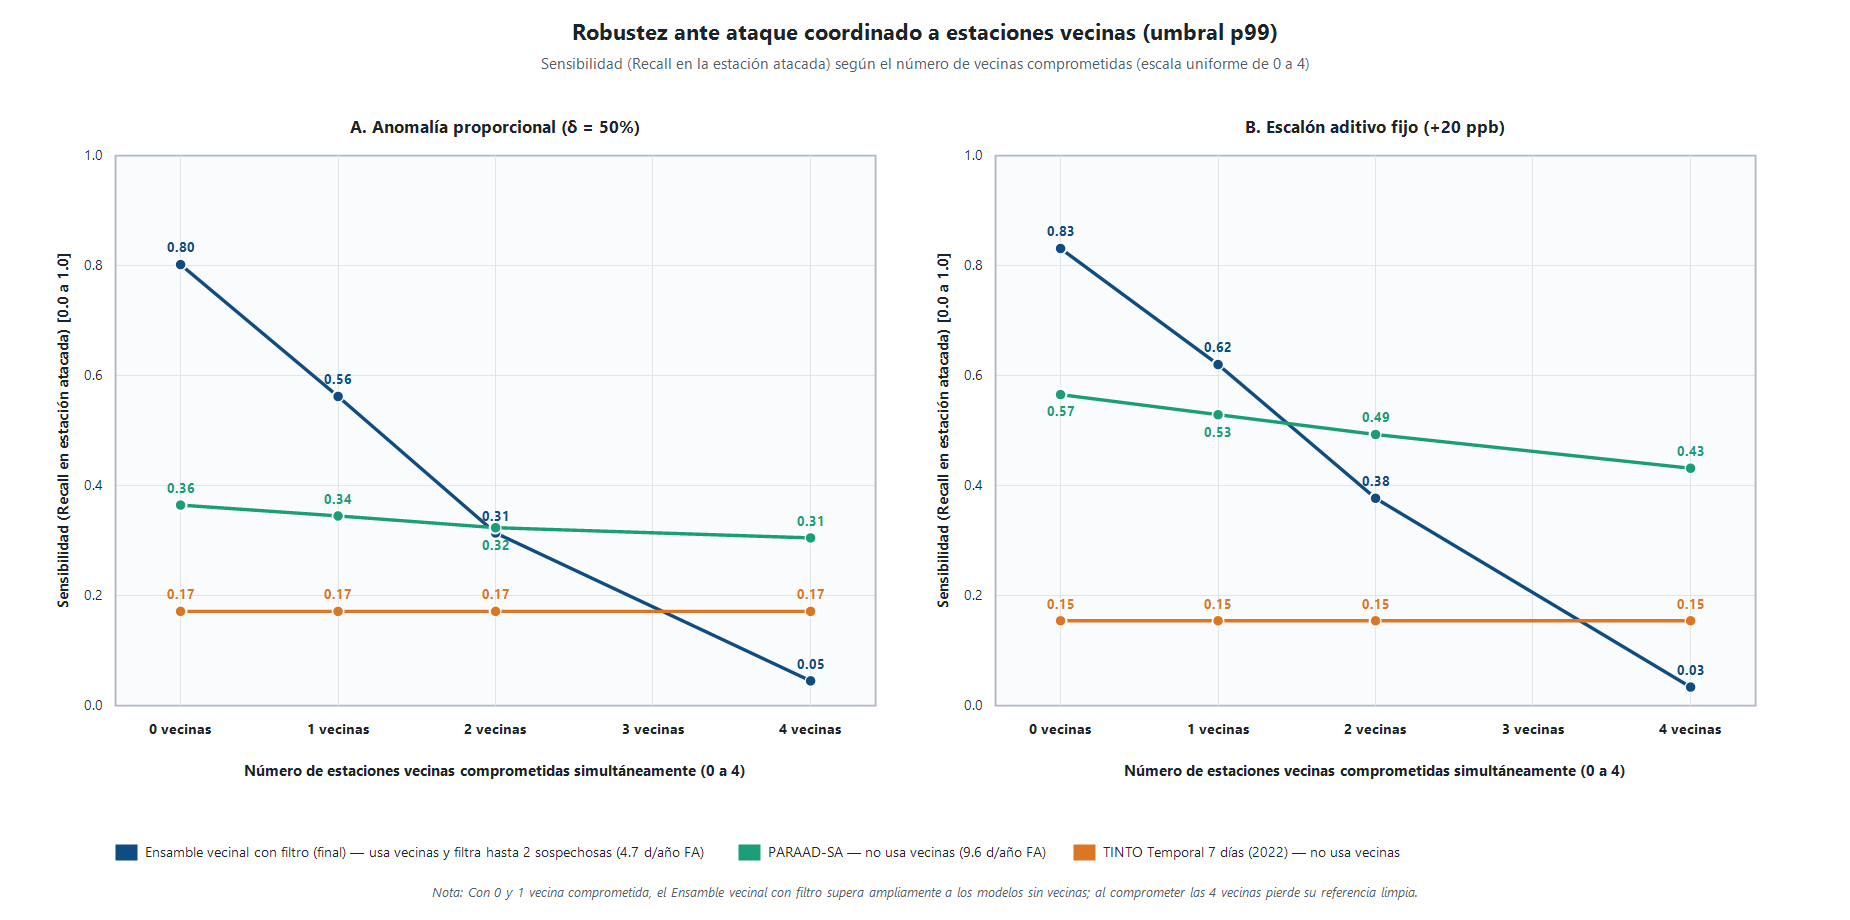 Robustez ante ataque coordinado a estaciones vecinas (umbral p99)
Sensibilidad (Recall en la estación atacada) según el número de vecinas comprometidas (escala uniforme de 0 a 4)
A. Anomalía proporcional (δ = 50%)
Sensibilidad (Recall en estación atacada) [0.0 a 1.0]
1.0
0.8
0.6
0.4
0.2
0.0
0.80
0.56
0.31
0.05
0.36
0.34
0.32
0.31
0.17
0.17
0.17
0.17
0 vecinas
1 vecinas
2 vecinas
3 vecinas
4 vecinas
Número de estaciones vecinas comprometidas simultáneamente (0 a 4)
B. Escalón aditivo fijo (+20 ppb)
Sensibilidad (Recall en estación atacada) [0.0 a 1.0]
1.0
0.8
0.6
0.4
0.2
0.0
0.83
0.62
0.38
0.03
0.57
0.53
0.49
0.43
0.15
0.15
0.15
0.15
0 vecinas
1 vecinas
2 vecinas
3 vecinas
4 vecinas
Número de estaciones vecinas comprometidas simultáneamente (0 a 4)
Ensamble vecinal con filtro (final) — usa vecinas y filtra hasta 2 sospechosas (4.7 d/año FA)
PARAAD-SA — no usa vecinas (9.6 d/año FA)
TINTO Temporal 7 días (2022) — no usa vecinas
Nota: Con 0 y 1 vecina comprometida, el Ensamble vecinal con filtro supera ampliamente a los modelos sin vecinas; al comprometer las 4 vecinas pierde su referencia limpia.